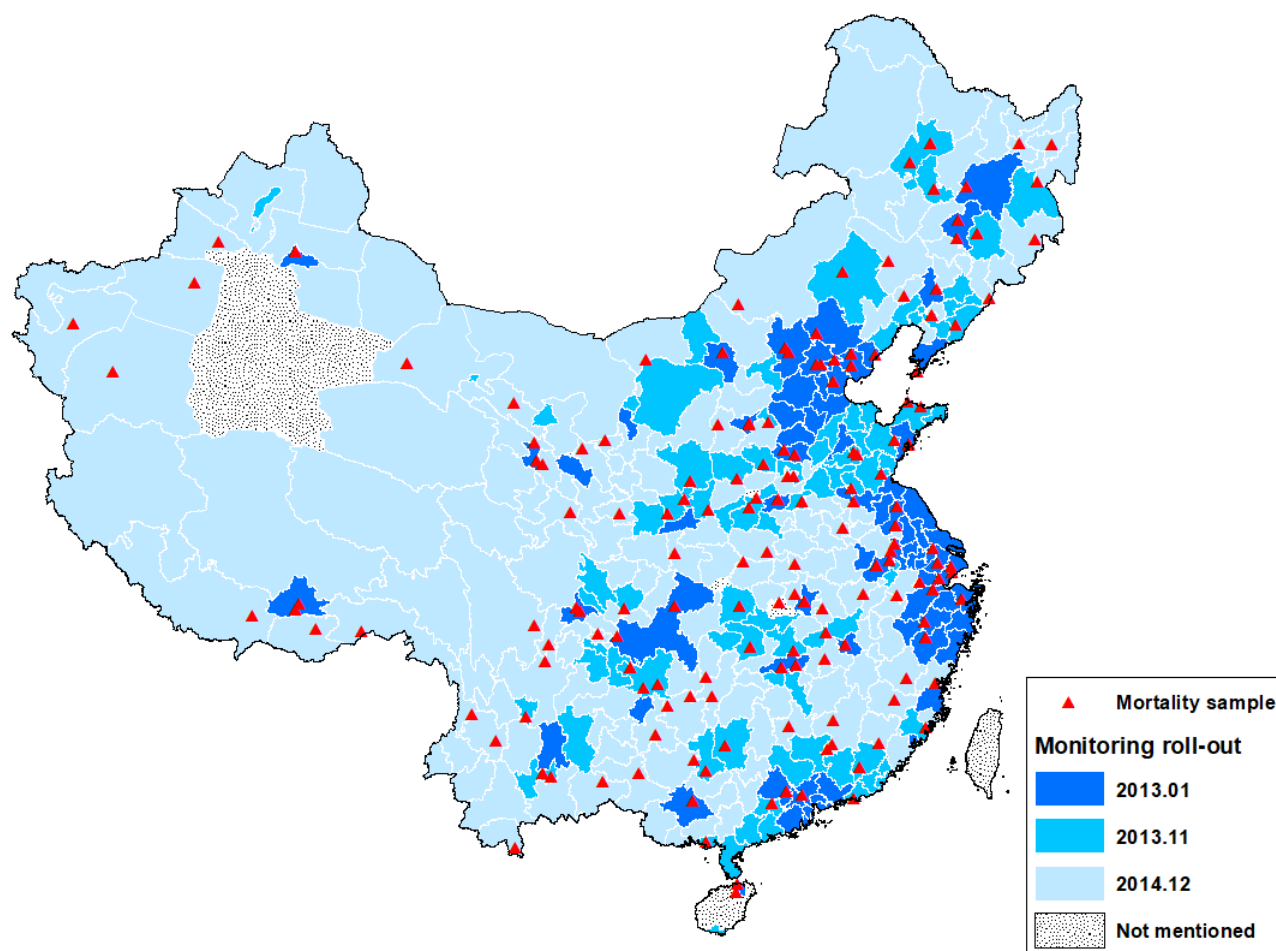 Mortality sample
Monitoring roll-out
2013.01
2013.11
2014.12
Not mentioned